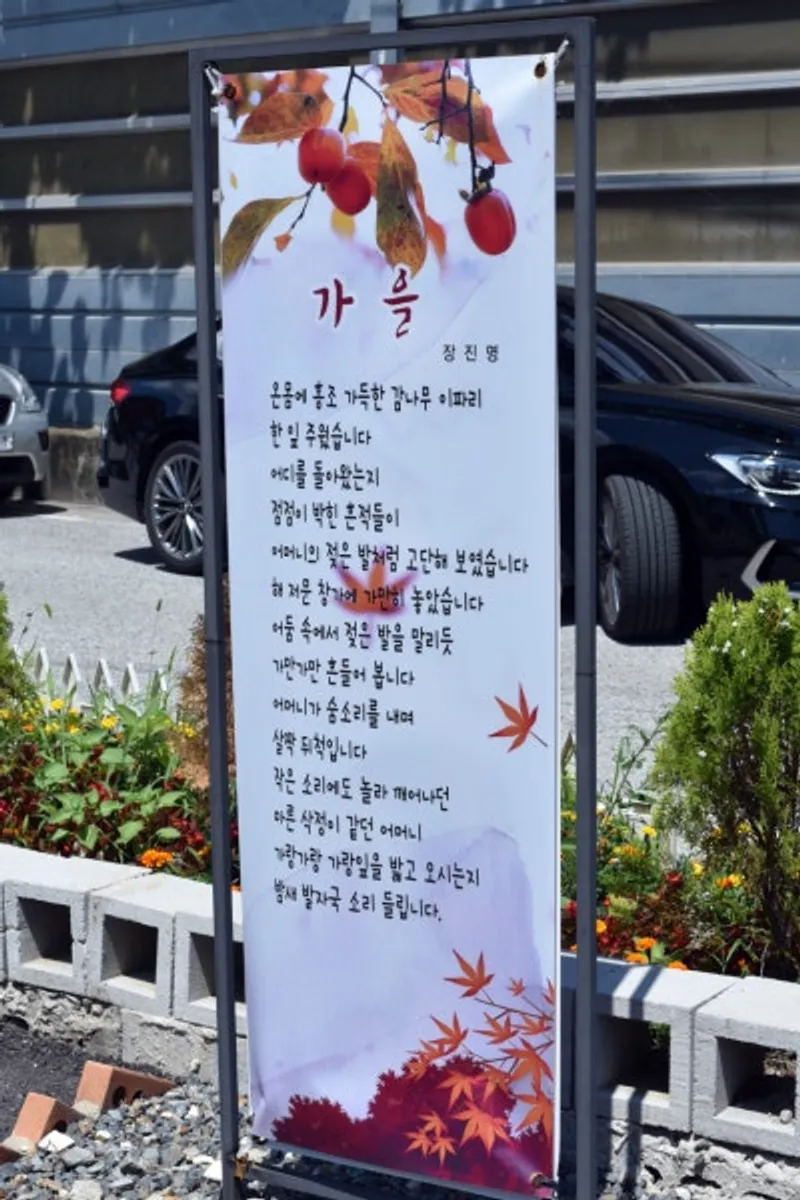 가을
장진명
온몸에 홍조 가득한 감나무 이파리
한 잎 주웠습니다
어디를 돌아왔는지
점점이 박힌 흔적들이
어머니의 젖은 발처럼 고단해 보였습니다
해 저문 창가에 가만히 놓았습니다
어둠 속에서 젖은 발을 말리듯
가만가만 흔들어 봅니다
어머니가 숨소리를 내며
살짝 뒤척입니다
작은 소리에도 놀라 깨어나던
마른 삭정이 같던 어머니
가랑가랑 가랑잎을 밟고 오시는지
밤새 발자국 소리 들립니다.